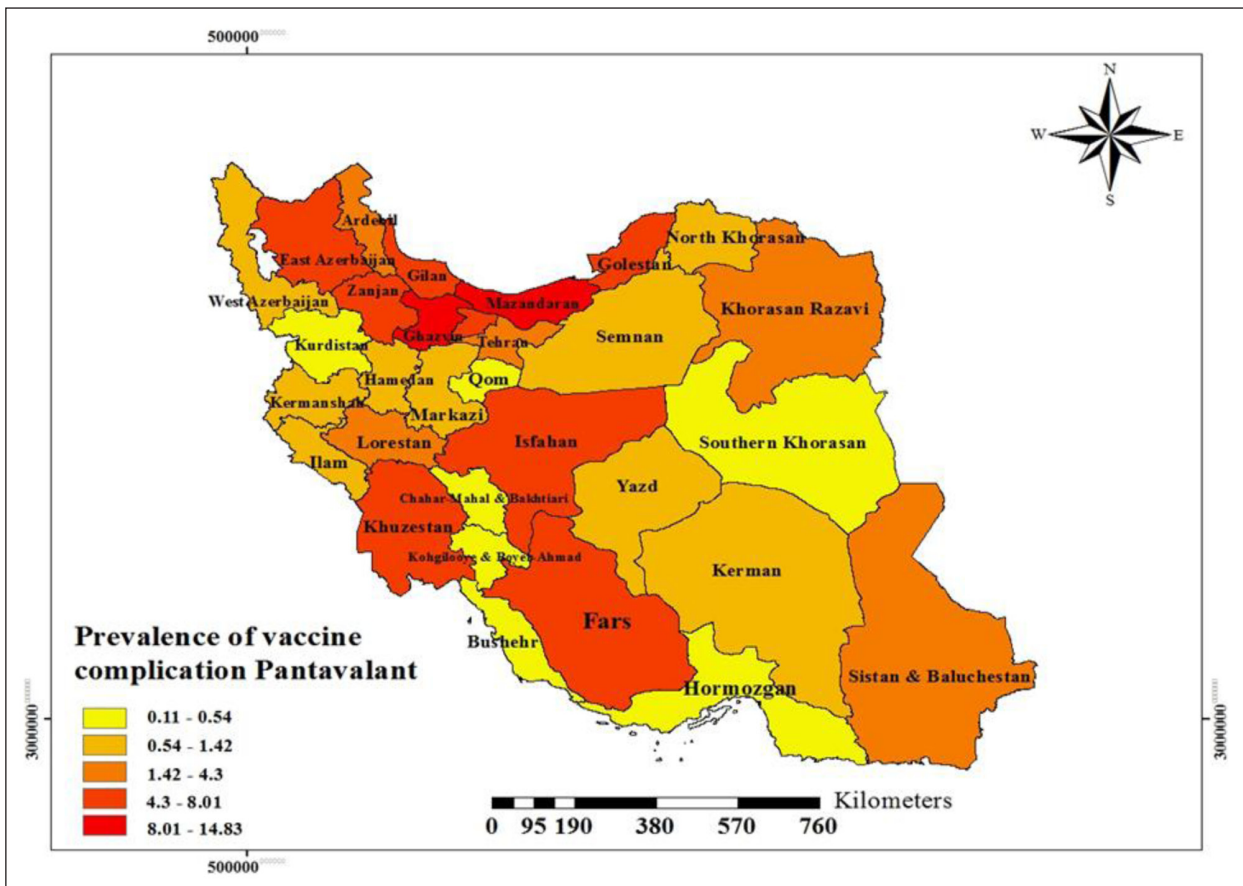 500000
N
W
E
S
Ardebil
North Khorasan
East Azerbaijan
Gilan
Golestan
Zanjan
West Azerbaijan
Mazandaran
Khorasan Razavi
Gharvin
Tehran
Semnan
Kurdistan
Hamedan
Qom
Kermanshah
Markazi
Lorestan
Isfahan
Southern Khorasan
Ilam
Yazd
Chahar-Mahal & Bakhtiari
Khuzestan
Kohgilooye & Boyer-Ahmad
Kerman
Fars
Bushehr
Sistan & Baluchestan
Hormozgan
Prevalence of vaccine
complication Pantavalant
0.11 - 0.54
0.54 - 1.42
1.42 - 4.3
4.3 - 8.01
8.01 - 14.83
3000000
3000000
Kilometers
0 95 190 380 570 760
500000